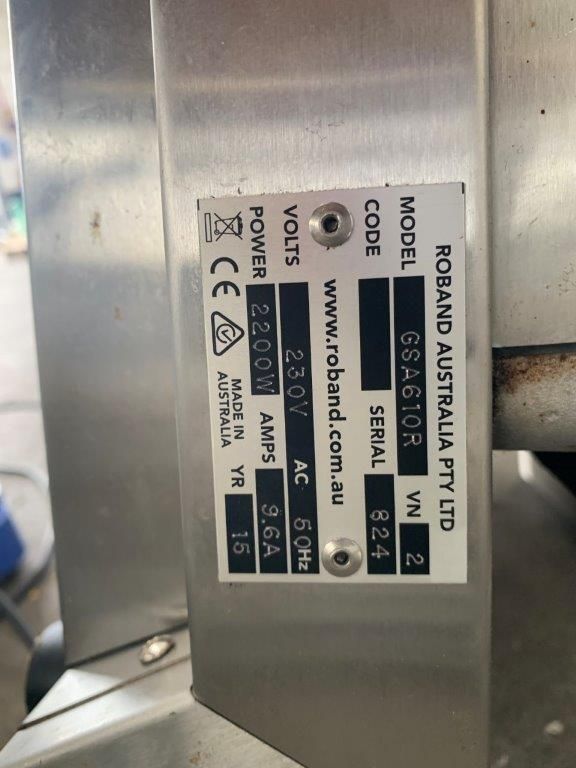 ROBAND AUSTRALIA PTY LTD
MODEL GSA610R VN 2
CODE SERIAL 824
www.roband.com.au
VOLTS 230V AC 50Hz
POWER 2200W AMPS 9.6A
CE MADE IN YR 15
AUSTRALIA